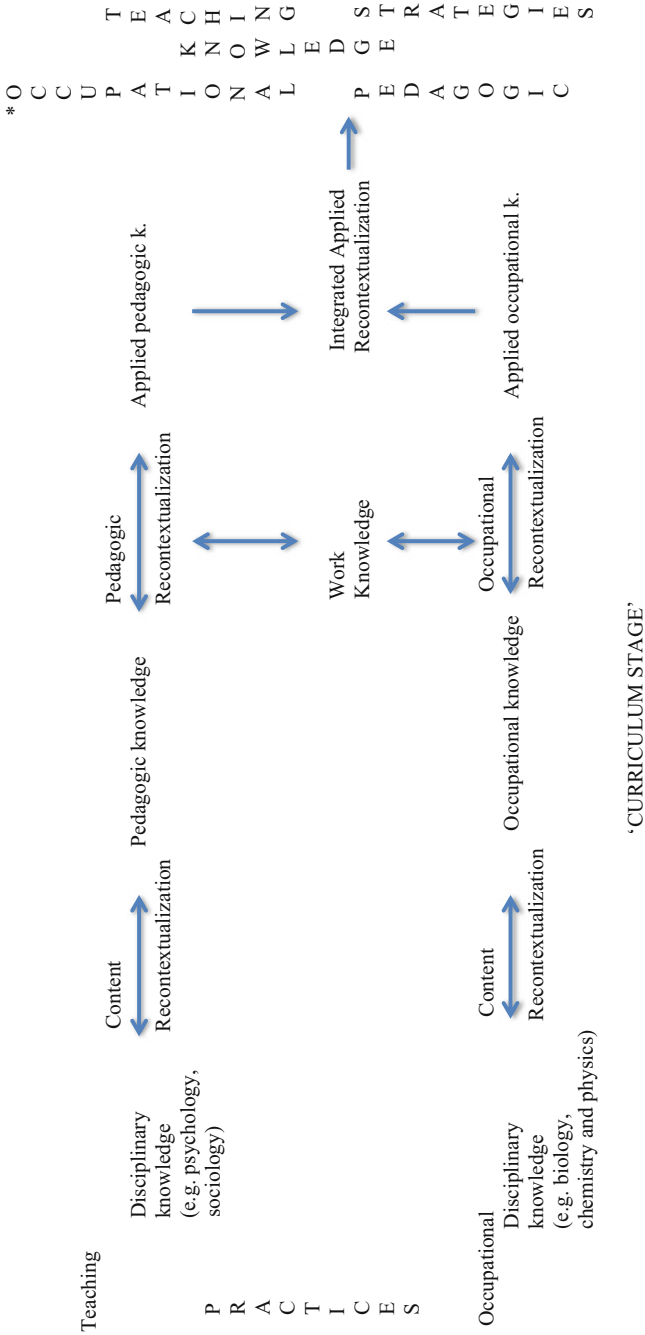 Teaching
PRACTICES
Occupational
Disciplinary
knowledge
(e.g. psychology,
sociology)
Content
Recontextualization
Pedagogic knowledge
Pedagogic
Recontextualization
Applied pedagogic k.
Work
Knowledge
Integrated Applied
Recontextualization
Disciplinary
knowledge
(e.g. biology,
chemistry and physics)
Content
Recontextualization
Occupational knowledge
Occupational
Recontextualization
Applied occupational k.
*OCCUPATIONAL PEDAGOGIC
KNOWLEDGE
TEACHING STRATEGIES
‘CURRICULUM STAGE’